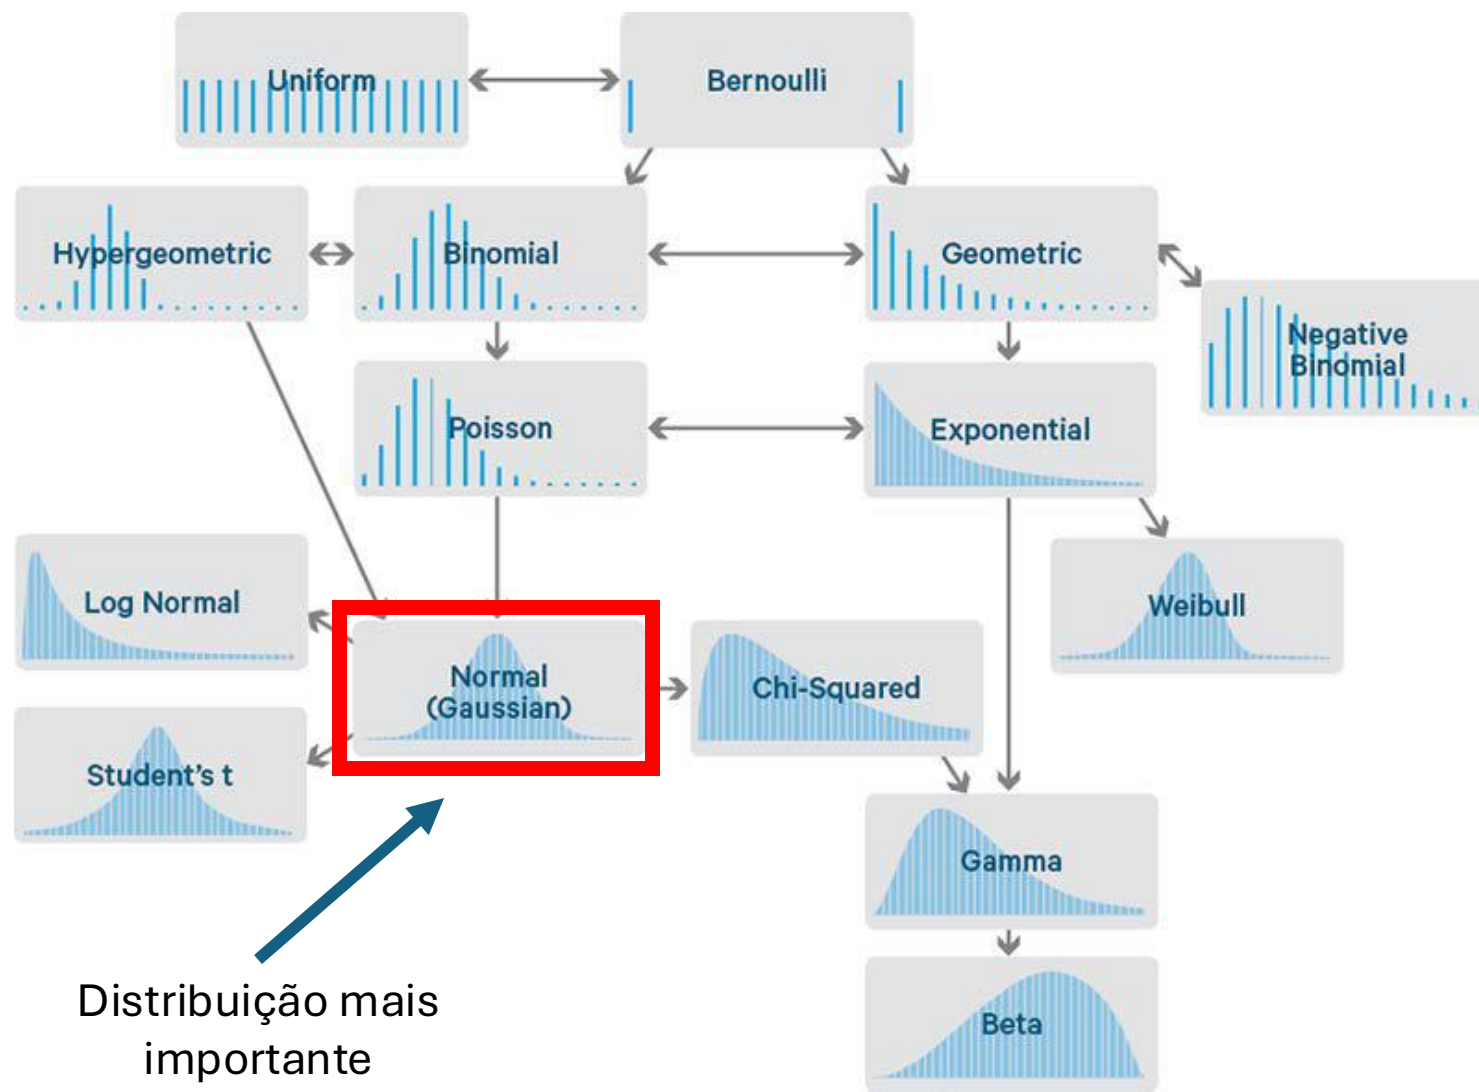 Uniform
Bernoulli
Hypergeometric
Binomial
Geometric
Negative
Binomial
Poisson
Exponential
Log Normal
Weibull
Normal
(Gaussian)
Chi-Squared
Student's t
Gamma
Beta
Distribuição mais
importante